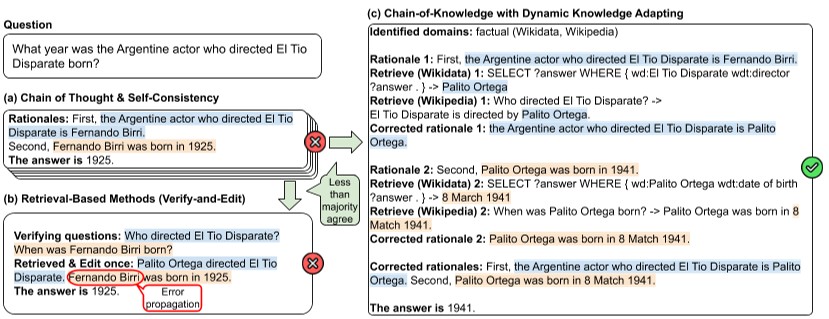 Question
What year was the Argentine actor who directed El Tio
Disparate born?
(a) Chain of Thought & Self-Consistency
Rationales: First, the Argentine actor who directed El Tio
Disparate is Fernando Birri.
Second, Fernando Birri was born in 1925.
The answer is 1925.
Less
than
majority
agree
(b) Retrieval-Based Methods (Verify-and-Edit)
Verifying questions: Who directed El Tio Disparate?
When was Fernando Birri born?
Retrieved & Edit once: Palito Ortega directed El Tio
Disparate. Fernando Birri was born in 1925.
The answer is 1925.
Error
propagation
(c) Chain-of-Knowledge with Dynamic Knowledge Adapting
Identified domains: factual (Wikidata, Wikipedia)
Rationale 1: First, the Argentine actor who directed El Tio Disparate is Fernando Birri.
Retrieve (Wikidata) 1: SELECT ?answer WHERE { wd:El Tio Disparate wdt:director
?answer . } -> Palito Ortega
Retrieve (Wikipedia) 1: Who directed El Tio Disparate? ->
El Tio Disparate is directed by Palito Ortega.
Corrected rationale 1: the Argentine actor who directed El Tio Disparate is Palito
Ortega.
Rationale 2: Second, Palito Ortega was born in 1941.
Retrieve (Wikidata) 2: SELECT ?answer WHERE { wd:Palito Ortega wdt:date of birth
?answer . } -> 8 March 1941
Retrieve (Wikipedia) 2: When was Palito Ortega born? -> Palito Ortega was born in 8
Match 1941.
Corrected rationale 2: Palito Ortega was born in 8 Match 1941.
Corrected rationales: First, the Argentine actor who directed El Tio Disparate is Palito
Ortega. Second, Palito Ortega was born in 8 Match 1941.
The answer is 1941.